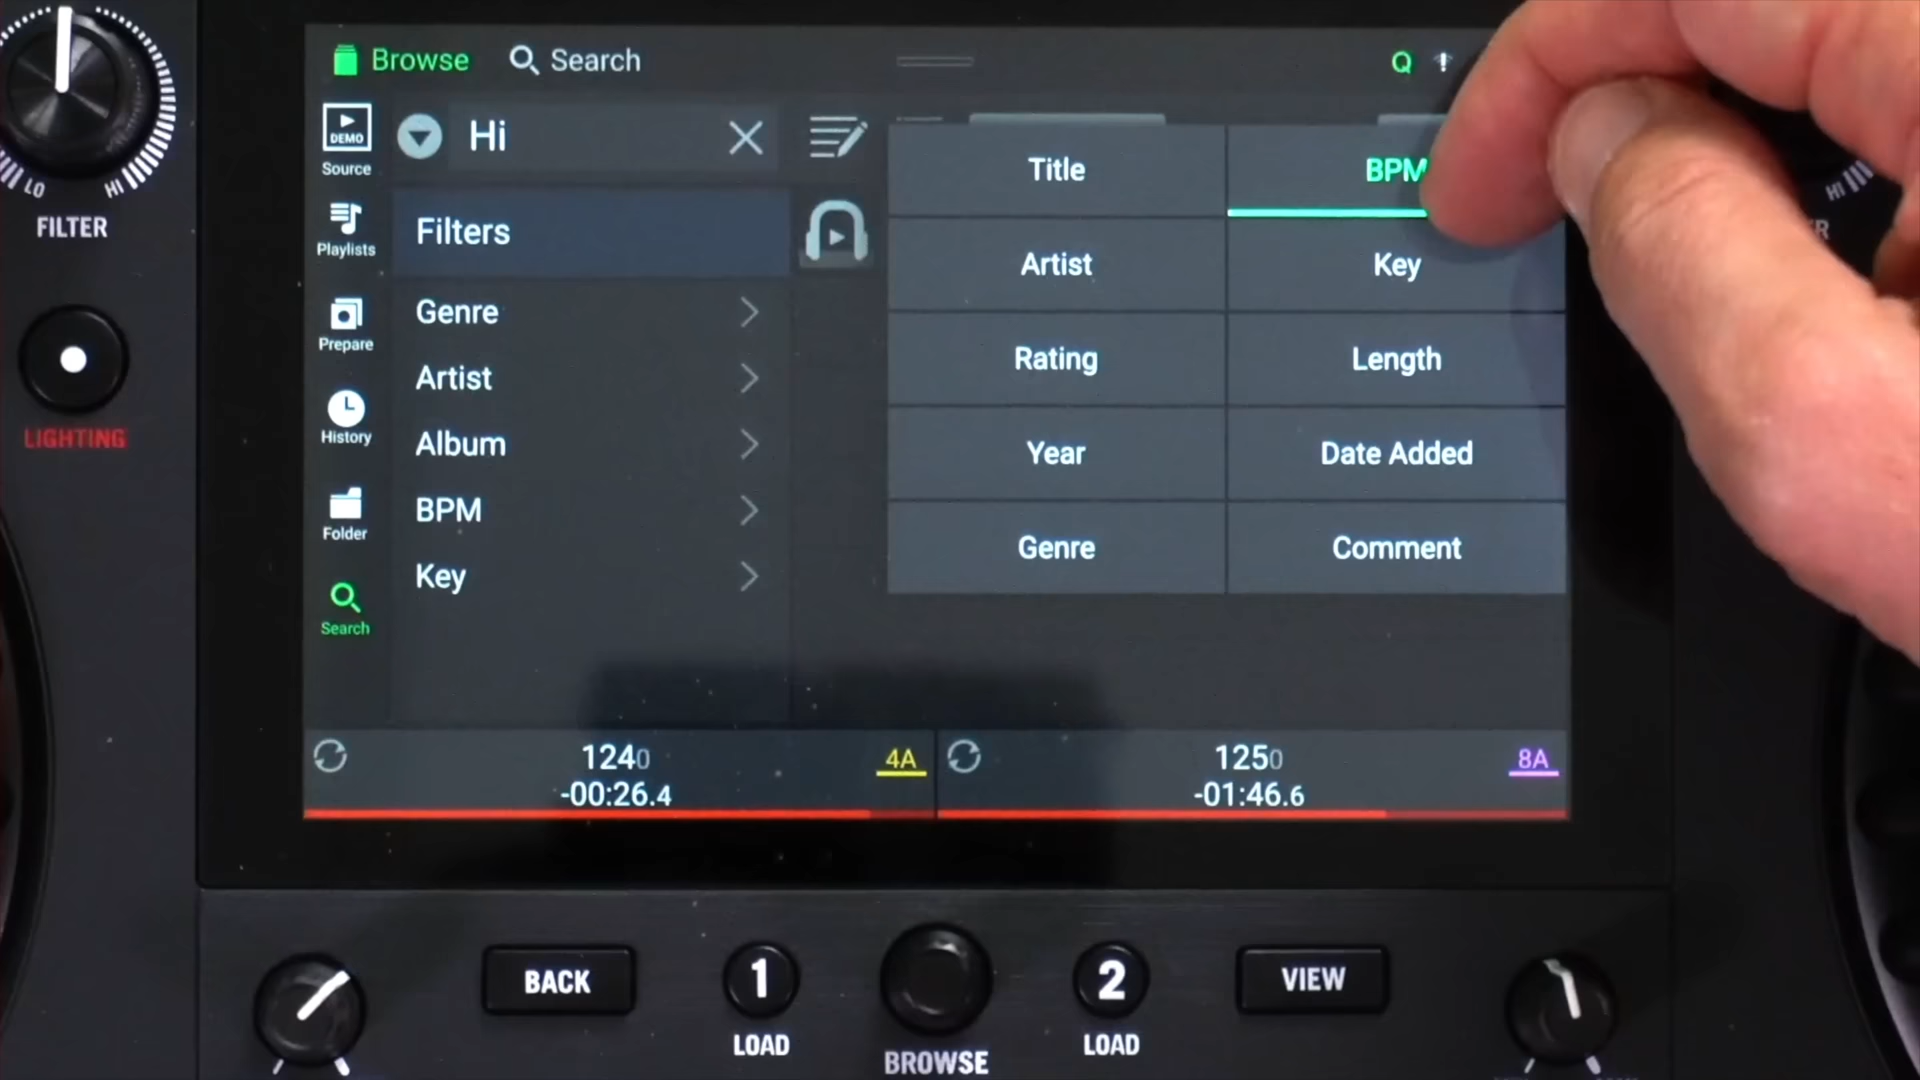 Browse
Search
Q
DEMO
Source
Hi
Title
BPM
LO
HI
FILTER
Filters
Playlists
Artist
Key
HI
R
Genre
Prepare
Rating
Length
Artist
LIGHTING
History
Album
Year
Date Added
Folder
BPM
Genre
Comment
Key
Search
1240
4A
-00:26.4
1250
8A
-01:46.6
BACK
1
2
VIEW
LOAD
BROWSE
LOAD